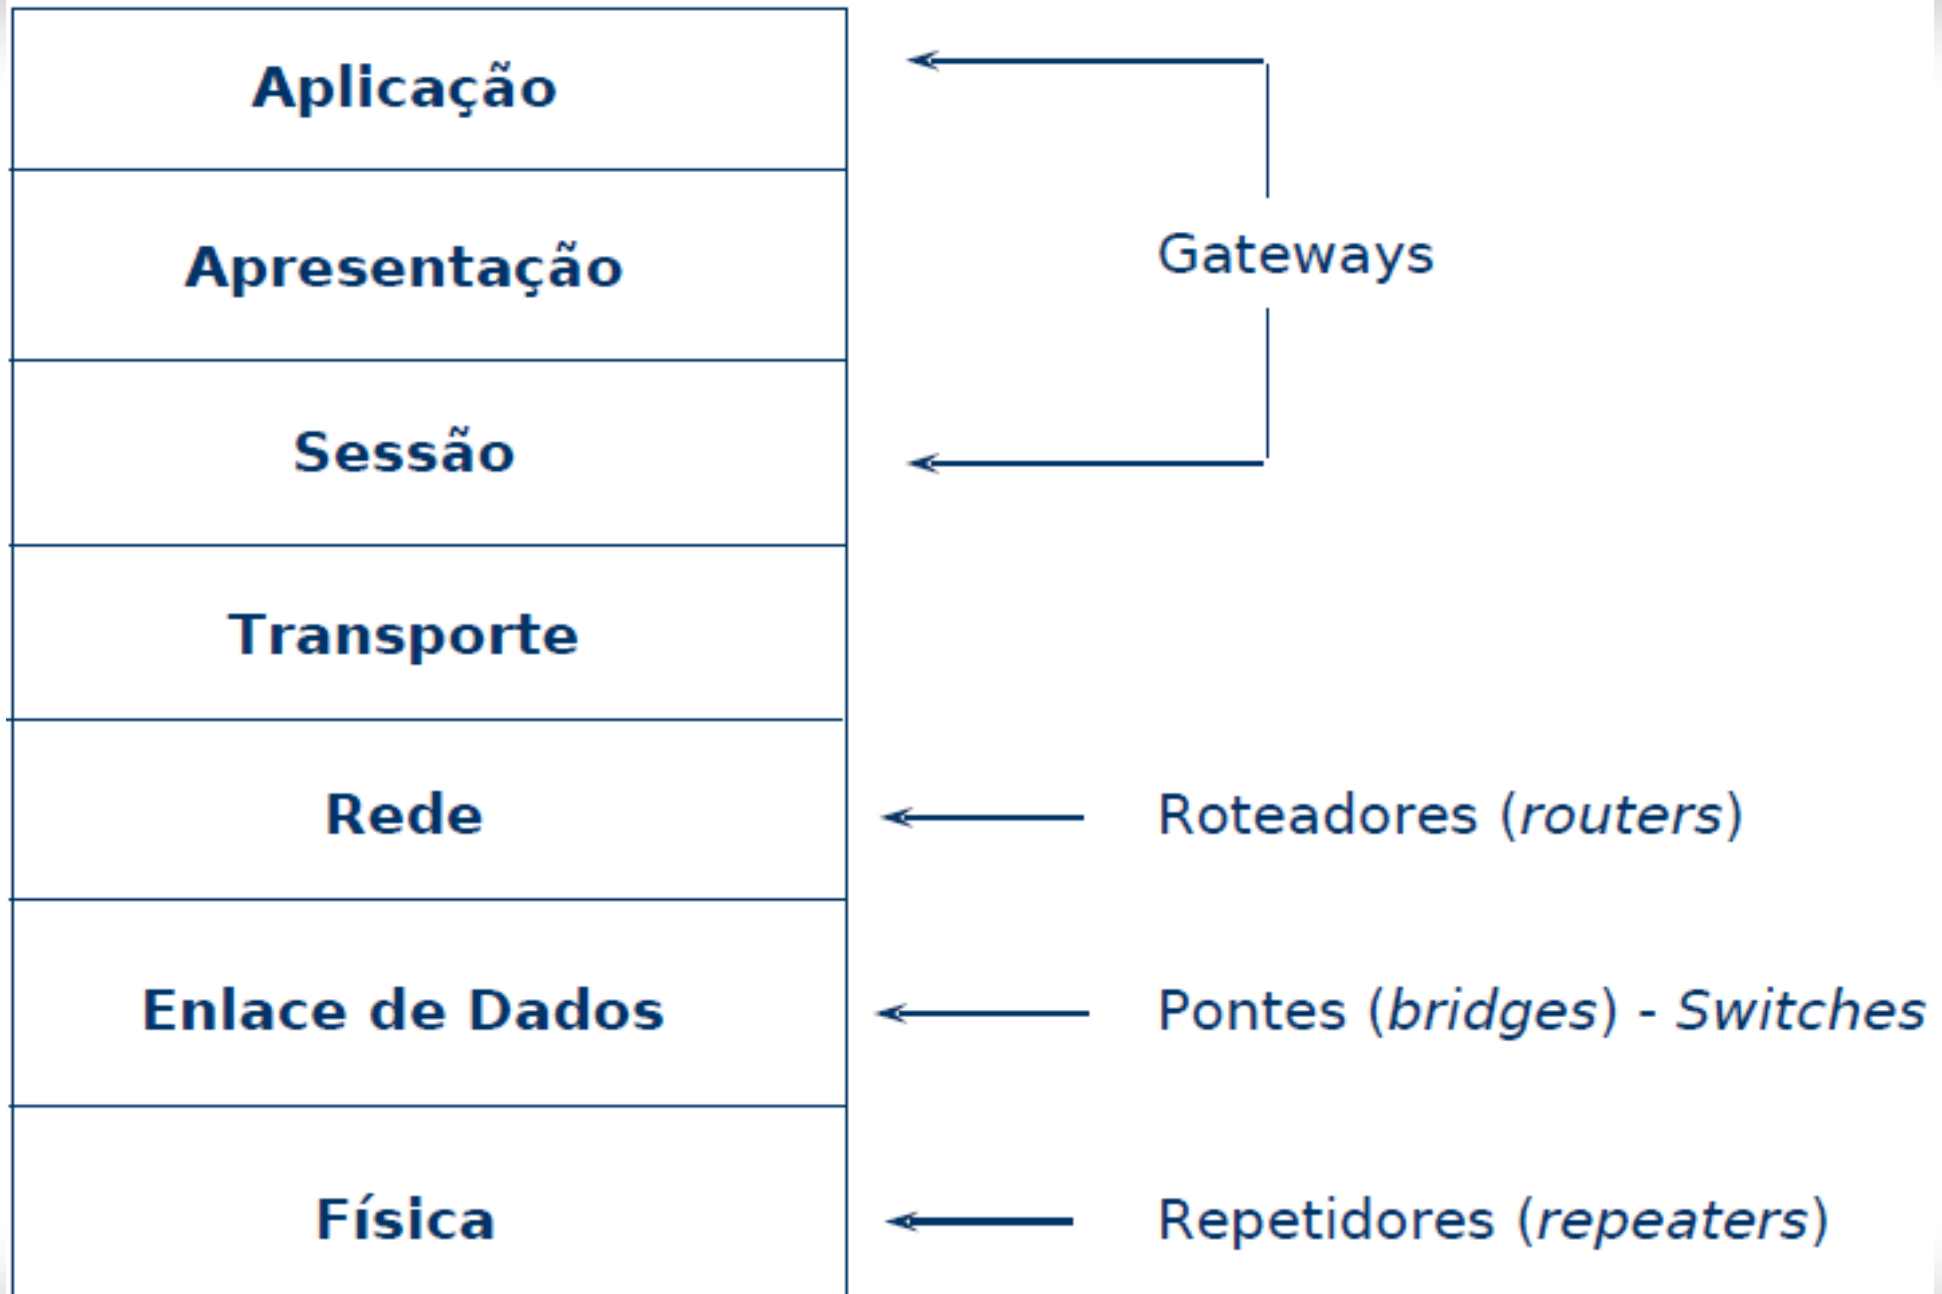 Aplicação
Apresentação
Gateways
Sessão
Transporte
Rede
Roteadores (routers)
Enlace de Dados
Pontes (bridges) - Switches
Física
Repetidores (repeaters)